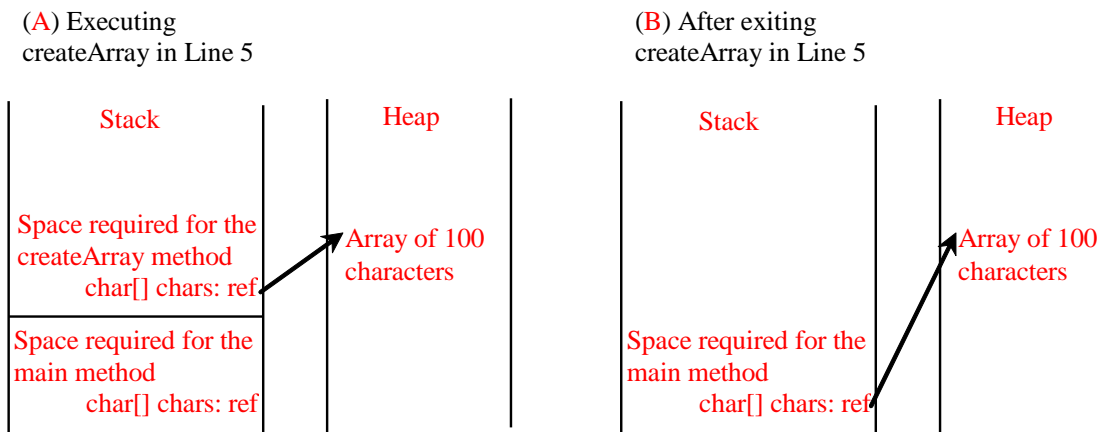 (A) Executing
createArray in Line 5
Stack
Heap
Space required for the
createArray method
char[] chars: ref
Array of 100
characters
Space required for the
main method
char[] chars: ref
(B) After exiting
createArray in Line 5
Stack
Heap
Array of 100
characters
Space required for the
main method
char[] chars: ref